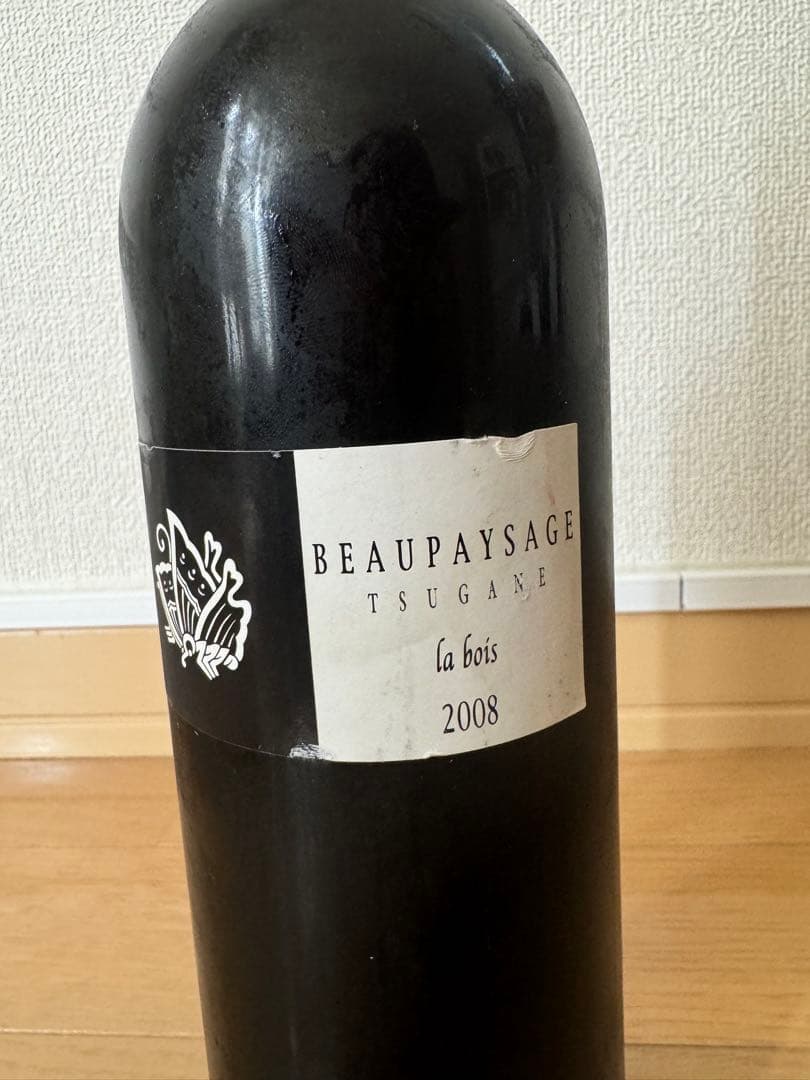 BEAUPAYSAGE
TSUGANE
la bois
2008